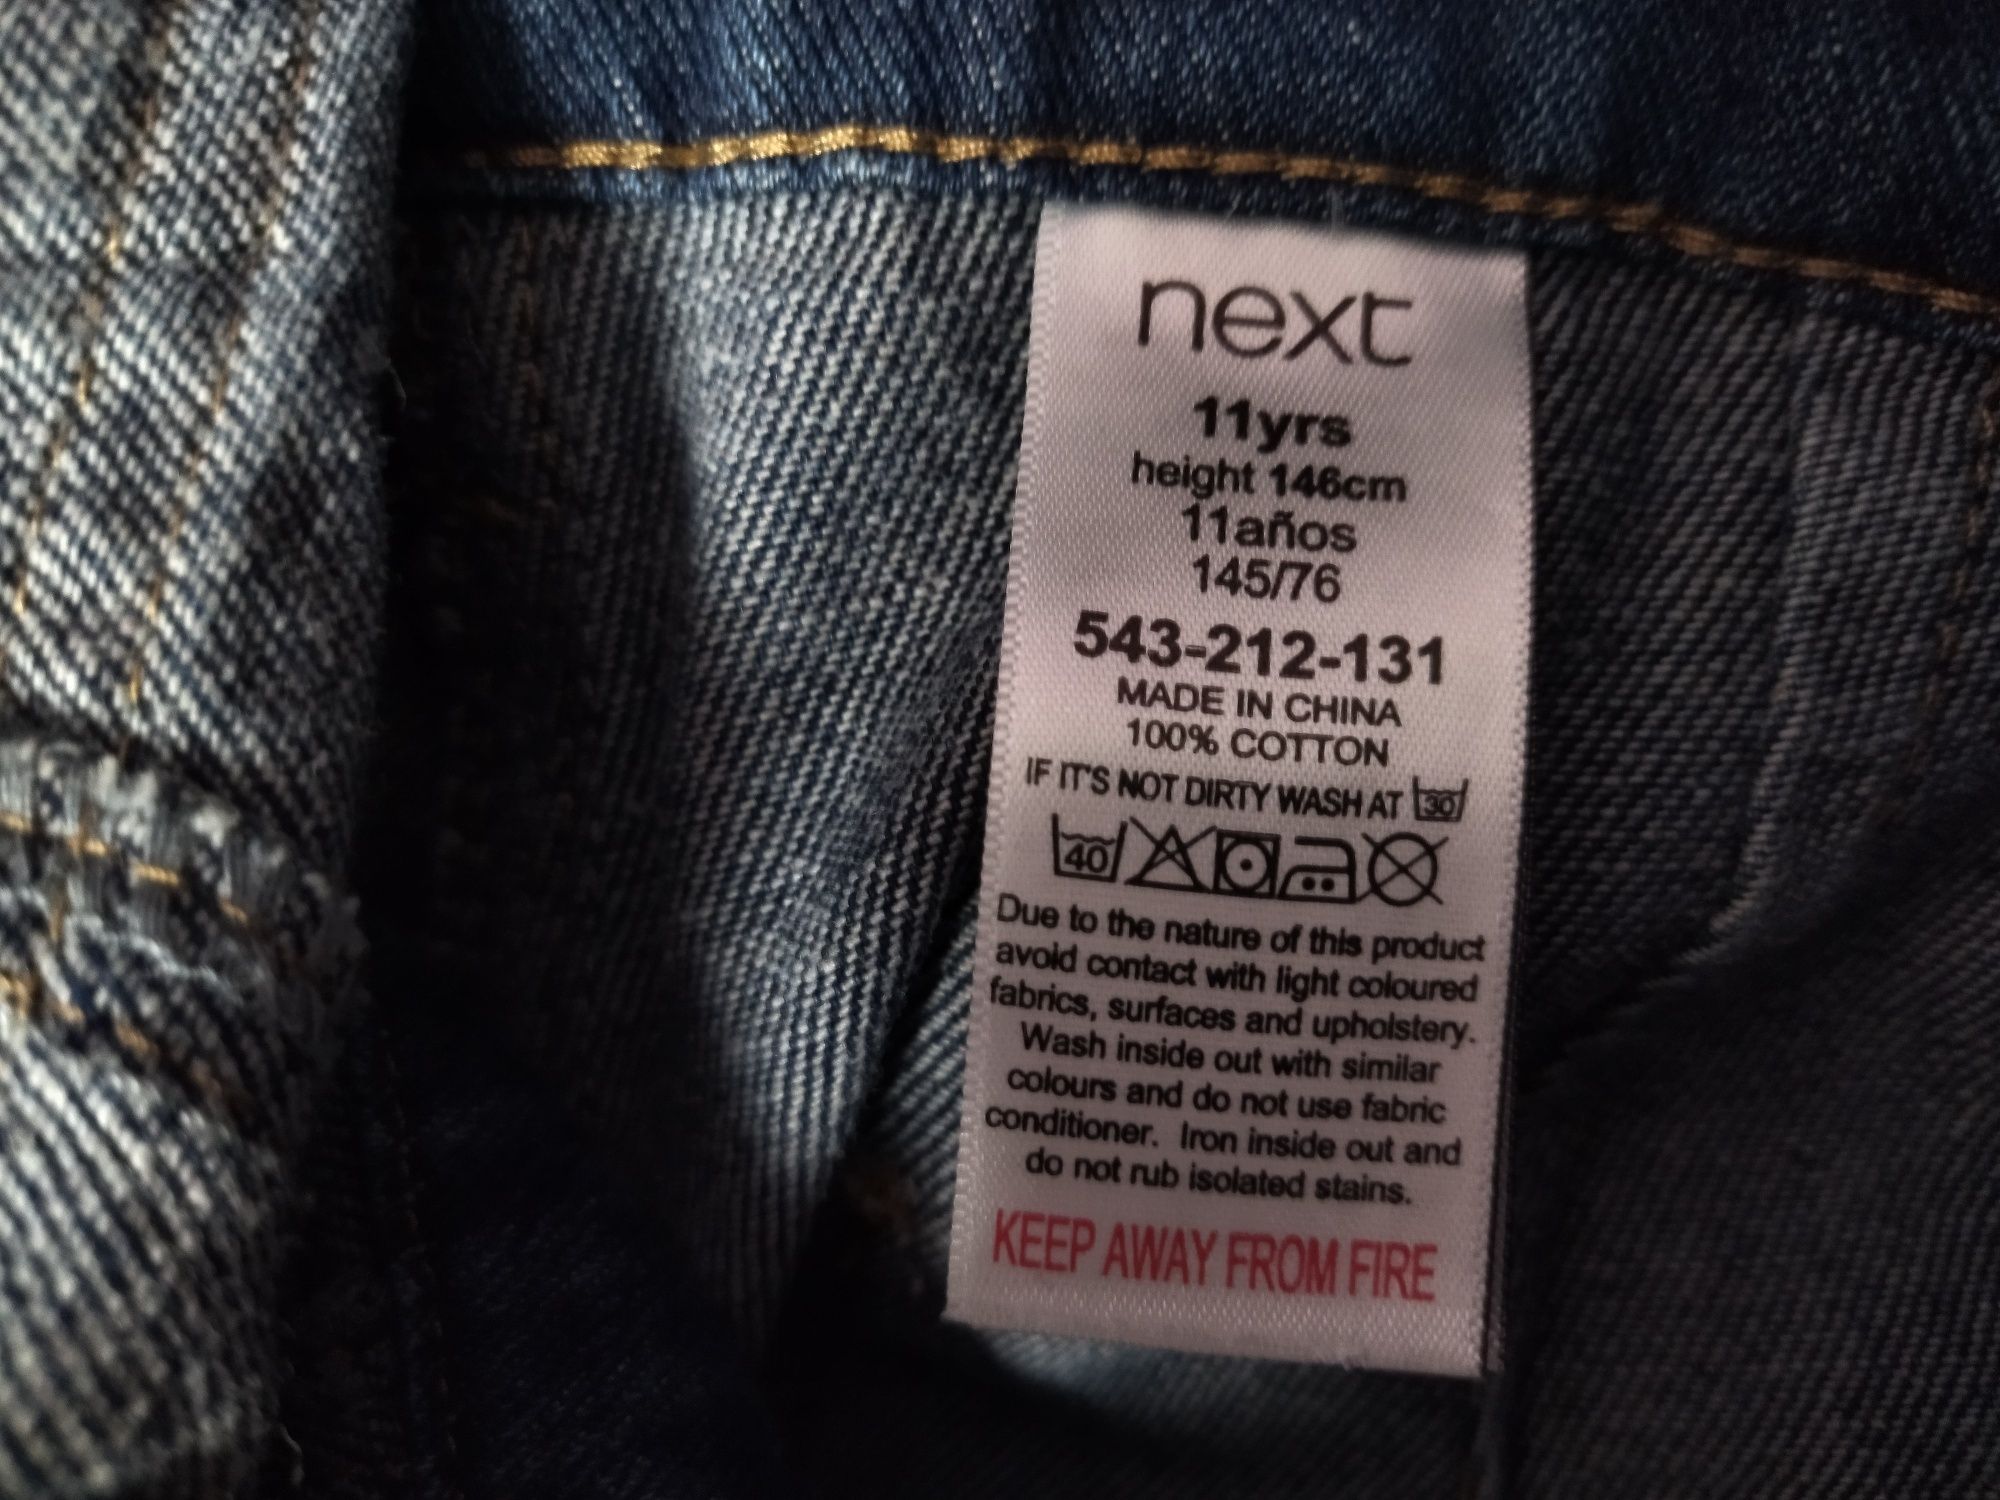 next
11yrs
height 146cm
11años
145/76
543-212-131
MADE IN CHINA
100% COTTON
IF IT'S NOT DIRTY WASH AT 30
40
Due to the nature of this product
avoid contact with light coloured
fabrics, surfaces and upholstery.
Wash inside out with similar
colours and do not use fabric
conditioner. Iron inside out and
do not rub isolated stains.
KEEP AWAY FROM FIRE